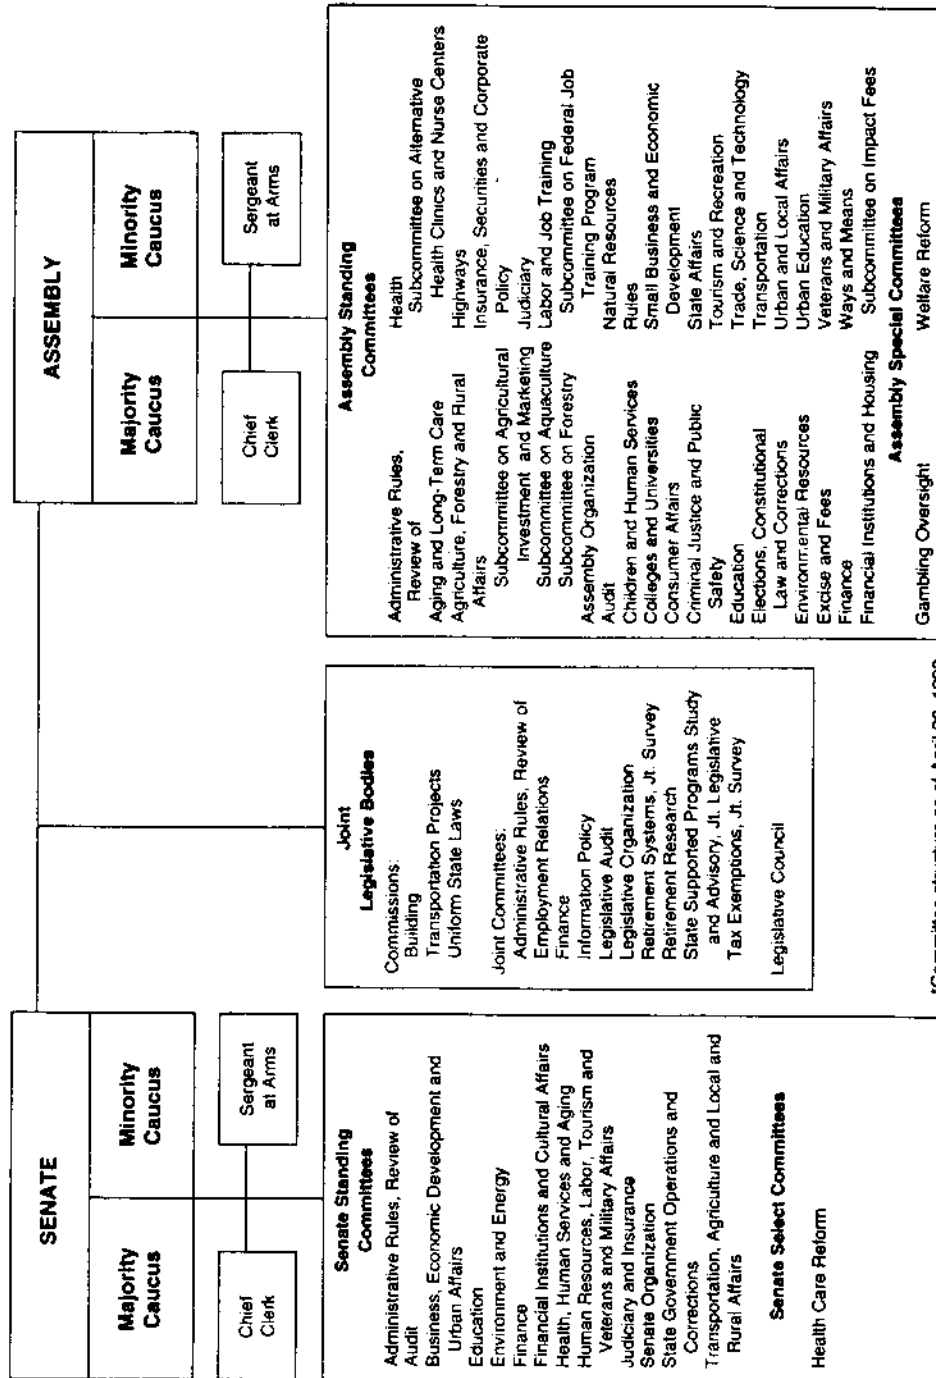 SENATE
Majority
Caucus
Minority
Caucus
Chief
Clerk
Sergeant
at Arms
Senate Standing
Committees
Administrative Rules, Review of
Audit
Business, Economic Development and
Urban Affairs
Education
Environment and Energy
Finance
Financial Institutions and Cultural Affairs
Health, Human Services and Aging
Human Resources, Labor, Tourism and
Veterans and Military Affairs
Judiciary and Insurance
Senate Organization
State Government Operations and
Corrections
Transportation, Agriculture and Local and
Rural Affairs
Senate Select Committees
Health Care Reform
Joint
Legislative Bodies
Commissions:
Building
Transportation Projects
Uniform State Laws
Joint Committees:
Administrative Rules, Review of
Employment Relations
Finance
Information Policy
Legislative Audit
Legislative Organization
Retirement Systems, Jt. Survey
Retirement Research
State Supported Programs Study
and Advisory, Jt. Legislative
Tax Exemptions, Jt. Survey
Legislative Council
ASSEMBLY
Majority
Caucus
Minority
Caucus
Chief
Clerk
Sergeant
at Arms
Assembly Standing
Committees
Administrative Rules,
Review of
Aging and Long-Term Care
Agriculture, Forestry and Rural
Affairs
Subcommittee on Agricultural
Investment and Marketing
Subcommittee on Aquaculture
Subcommittee on Forestry
Assembly Organization
Audit
Children and Human Services
Colleges and Universities
Consumer Affairs
Criminal Justice and Public
Safety
Education
Elections, Constitutional
Law and Corrections
Environmental Resources
Excise and Fees
Finance
Financial Institutions and Housing
Health
Subcommittee on Alternative
Health Clinics and Nurse Centers
Highways
Insurance, Securities and Corporate
Policy
Judiciary
Labor and Job Training
Subcommittee on Federal Job
Training Program
Natural Resources
Rules
Small Business and Economic
Development
State Affairs
Tourism and Recreation
Trade, Science and Technology
Transportation
Urban and Local Affairs
Urban Education
Veterans and Military Affairs
Ways and Means
Subcommittee on Impact Fees
Assembly Special Committees
Gambling Oversight
Welfare Reform
*Committee structure as of April